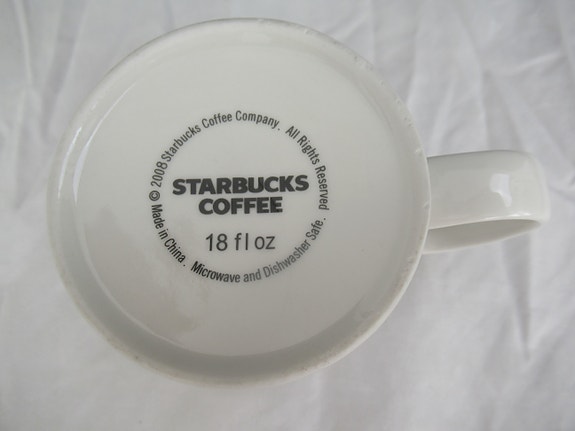 © 2008 Starbucks Coffee Company. All Rights Reserved
STARBUCKS
COFFEE
18 fl oz
Made in China. Microwave and Dishwasher Safe.